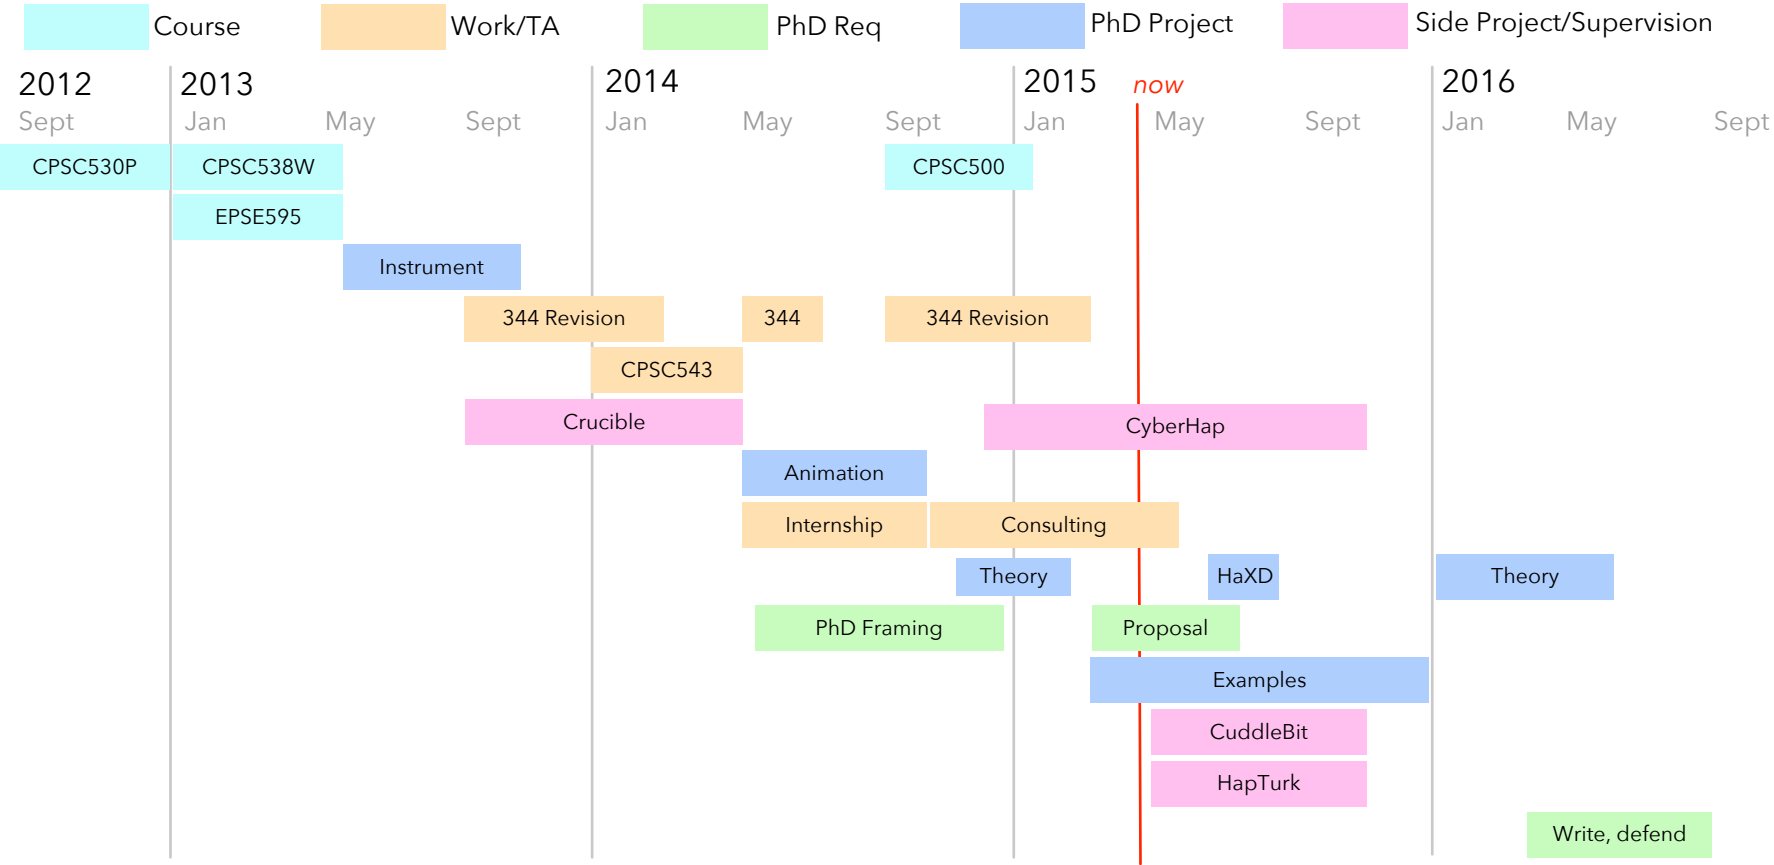 Course Work/TA PhD Req PhD Project Side Project/Supervision
2012 2013 2014 2015 now 2016
Sept Jan May Sept Jan May Sept Jan May Sept Jan May Sept
CPSC530P CPSC538W CPSC500
EPSE595
Instrument
344 Revision 344 344 Revision
CPSC543
Crucible CyberHap
Animation
Internship Consulting
Theory HaXD Theory
PhD Framing Proposal
Examples
CuddleBit
HapTurk
Write, defend